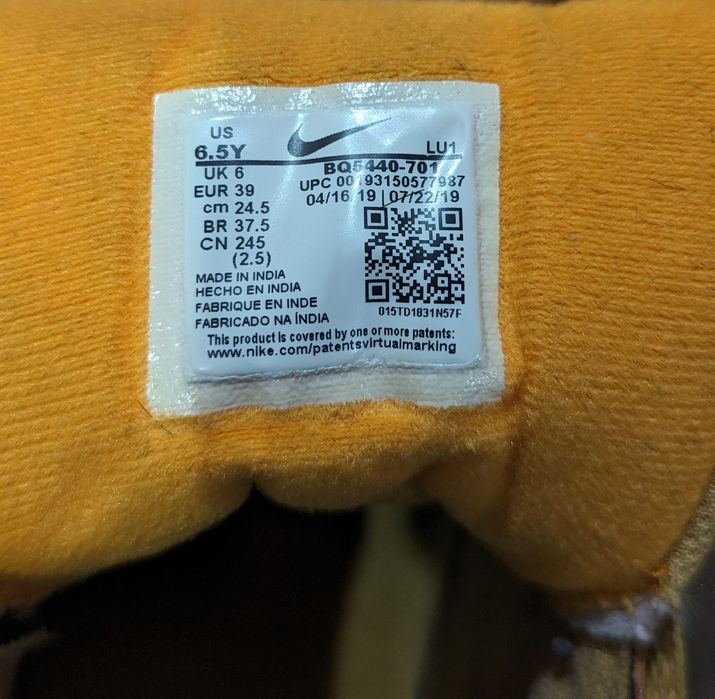 US
6.5Y
LU1
UK 6
BQ5440-701
EUR 39
UPC 00193150577987
cm 24.5
04/16/19 | 07/22/19
BR 37.5
CN 245
(2.5)
MADE IN INDIA
HECHO EN INDIA
FABRIQUE EN INDE
FABRICADO NA ÍNDIA
015TD1831N57F
This product is covered by one or more patents:
www.nike.com/patentsvirtualmarking